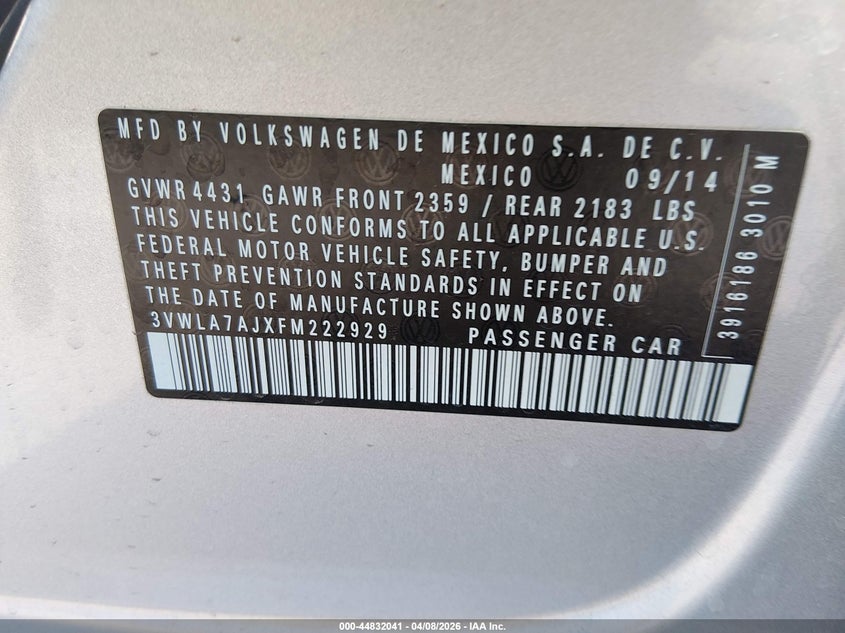 MFD BY VOLKSWAGEN DE MEXICO S.A. DE C.V.
MEXICO 09/14
GVWR 4431 GAWR FRONT 2359 / REAR 2183 LBS
THIS VEHICLE CONFORMS TO ALL APPLICABLE U.S.
FEDERAL MOTOR VEHICLE SAFETY, BUMPER AND
THEFT PREVENTION STANDARDS IN EFFECT ON
THE DATE OF MANUFACTURE SHOWN ABOVE.
3VWLA7AJXFM222929 PASSENGER CAR
3916186 3010 M
000-44832041 | 04/08/2026 - IAA Inc.